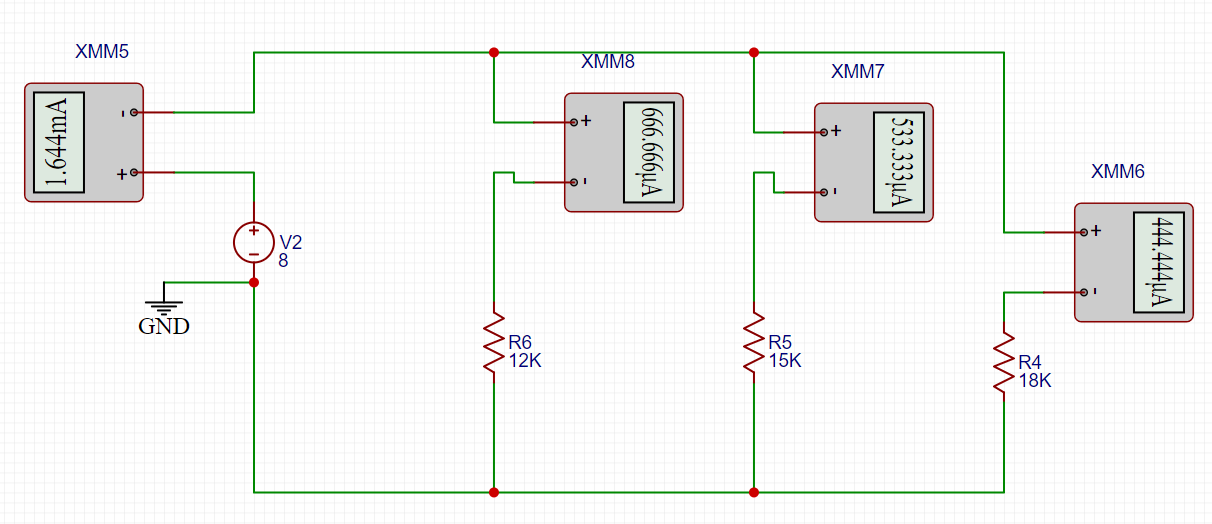 XMM5
1.644mA
-
+
V2
8
GND
XMM8
666.666µA
+
-
R6
12K
XMM7
533.333µA
+
-
R5
15K
XMM6
444.444µA
+
-
R4
18K